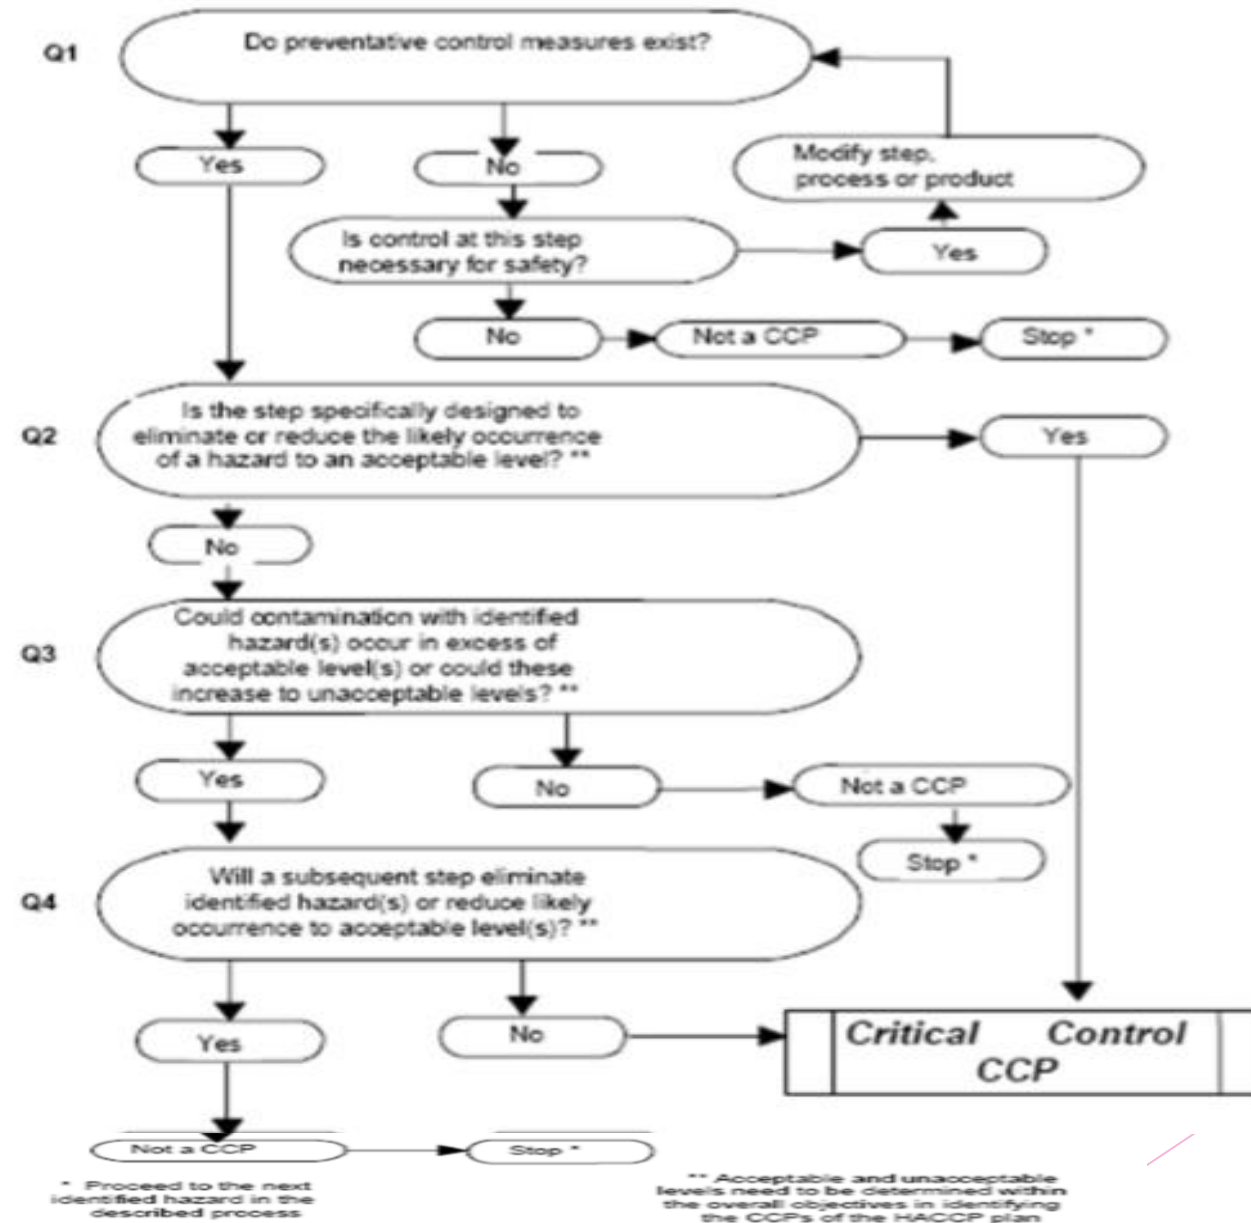 Q1
Do preventative control measures exist?
Yes
No
Modify step,
process or product
Is control at this step
necessary for safety?
Yes
No
Not a CCP
Stop *
Q2
Is the step specifically designed to
eliminate or reduce the likely occurrence
of a hazard to an acceptable level? **
Yes
No
Q3
Could contamination with identified
hazard(s) occur in excess of
acceptable level(s) or could these
increase to unacceptable levels? **
Yes
No
Not a CCP
Stop *
Q4
Will a subsequent step eliminate
identified hazard(s) or reduce likely
occurrence to acceptable level(s)? **
Yes
No
Critical Control
CCP
Not a CCP
Stop *
* Proceed to the next
identified hazard in the
described process
** Acceptable and unacceptable
levels need to be determined within
the overall objectives in identifying
the CCPs of the HACCP plan